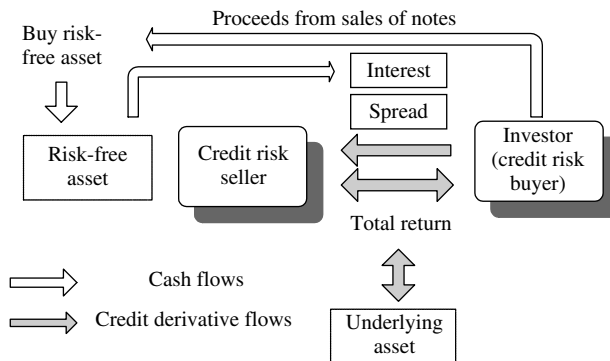 Proceeds from sales of notes
Buy risk-
free asset
Interest
Spread
Risk-free
asset
Credit risk
seller
Investor
(credit risk
buyer)
Total return
Cash flows
Credit derivative flows
Underlying
asset